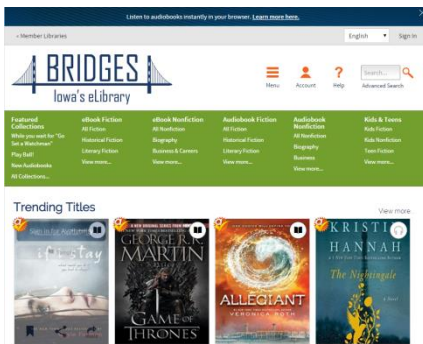 Listen to audiobooks instantly in your browser. Learn more here.
‹ Member Libraries
English
Sign In
BRIDGES
Iowa's eLibrary
Menu
Account
Help
Search...
Advanced Search
Featured Collections
While you wait for "Go Set a Watchman"
Play Ball!
New Audiobooks
All Collections...
eBook Fiction
All Fiction
Historical Fiction
Literary Fiction
View more...
eBook Nonfiction
All Nonfiction
Biography
Business & Careers
View more...
Audiobook Fiction
All Fiction
Historical Fiction
Literary Fiction
View more...
Audiobook Nonfiction
All Nonfiction
Biography
Business
View more...
Kids & Teens
Kids Fiction
Kids Nonfiction
Teen Fiction
View more...
Trending Titles
View more
if i stay
GEORGE R.R.
MARTIN
A GAME OF
THRONES
ALLEGIANT
VERONICA ROTH
KRISTIN
HANNAH
The Nightingale